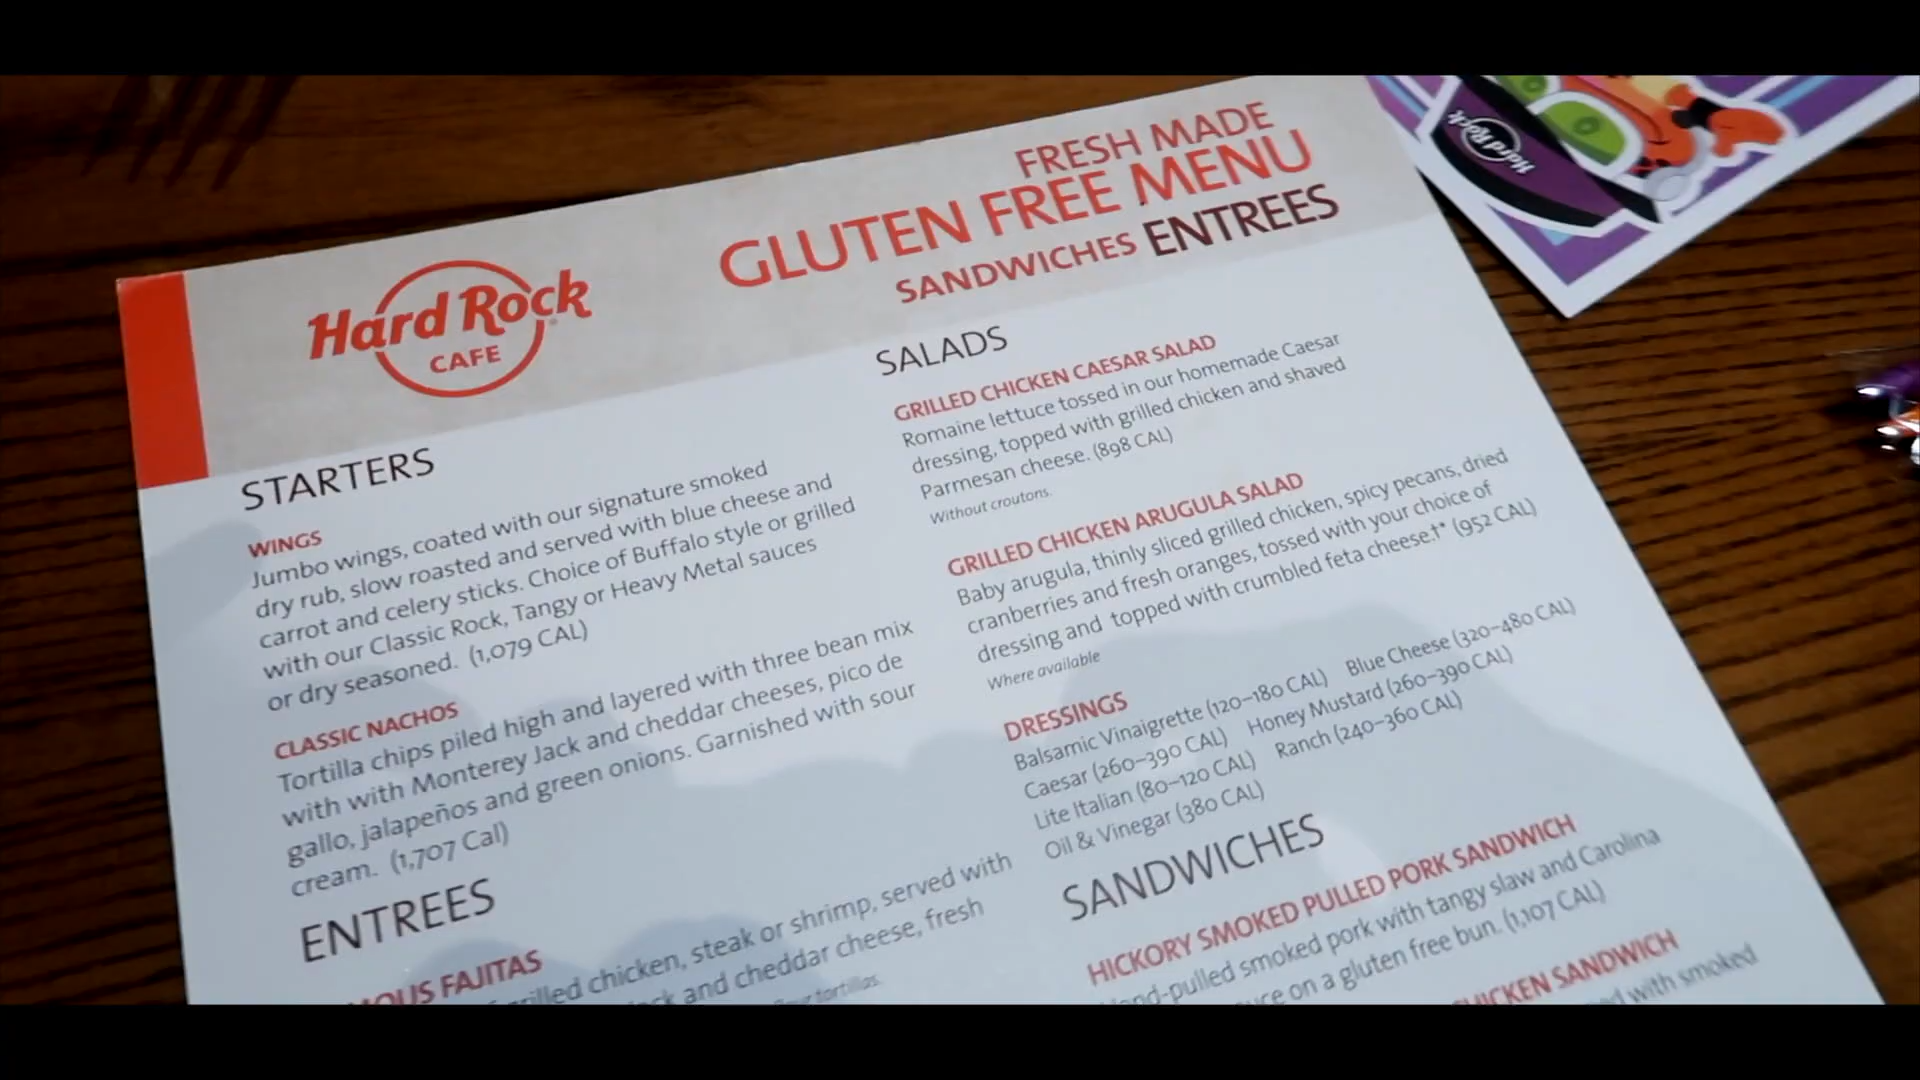 FRESH MADE
GLUTEN FREE MENU
SANDWICHES ENTREES
Hard Rock
CAFE
STARTERS
WINGS
Jumbo wings, coated with our signature smoked
dry rub, slow roasted and served with blue cheese and
carrot and celery sticks. Choice of Buffalo style or grilled
with our Classic Rock, Tangy or Heavy Metal sauces
or dry seasoned. (1,079 CAL)
CLASSIC NACHOS
Tortilla chips piled high and layered with three bean mix
with with Monterey Jack and cheddar cheeses, pico de
gallo, jalapeños and green onions. Garnished with sour
cream. (1,707 Cal)
ENTREES
FAJITAS
chicken, steak or shrimp, served with
and cheddar cheese, fresh
tortillas.
SALADS
GRILLED CHICKEN CAESAR SALAD
Romaine lettuce tossed in our homemade Caesar
dressing, topped with grilled chicken and shaved
Parmesan cheese. (898 CAL)
Without croutons.
GRILLED CHICKEN ARUGULA SALAD
Baby arugula, thinly sliced grilled chicken, spicy pecans, dried
cranberries and fresh oranges, tossed with your choice of
dressing and topped with crumbled feta cheese.†* (952 CAL)
Where available
DRESSINGS
Balsamic Vinaigrette (120–180 CAL) Blue Cheese (320–480 CAL)
Caesar (260–390 CAL) Honey Mustard (260–390 CAL)
Lite Italian (80–120 CAL) Ranch (240–360 CAL)
Oil & Vinegar (380 CAL)
SANDWICHES
HICKORY SMOKED PULLED PORK SANDWICH
smoked pork with tangy slaw and Carolina
on a gluten free bun. (1,107 CAL)
CHICKEN SANDWICH
with smoked
Hard Rock